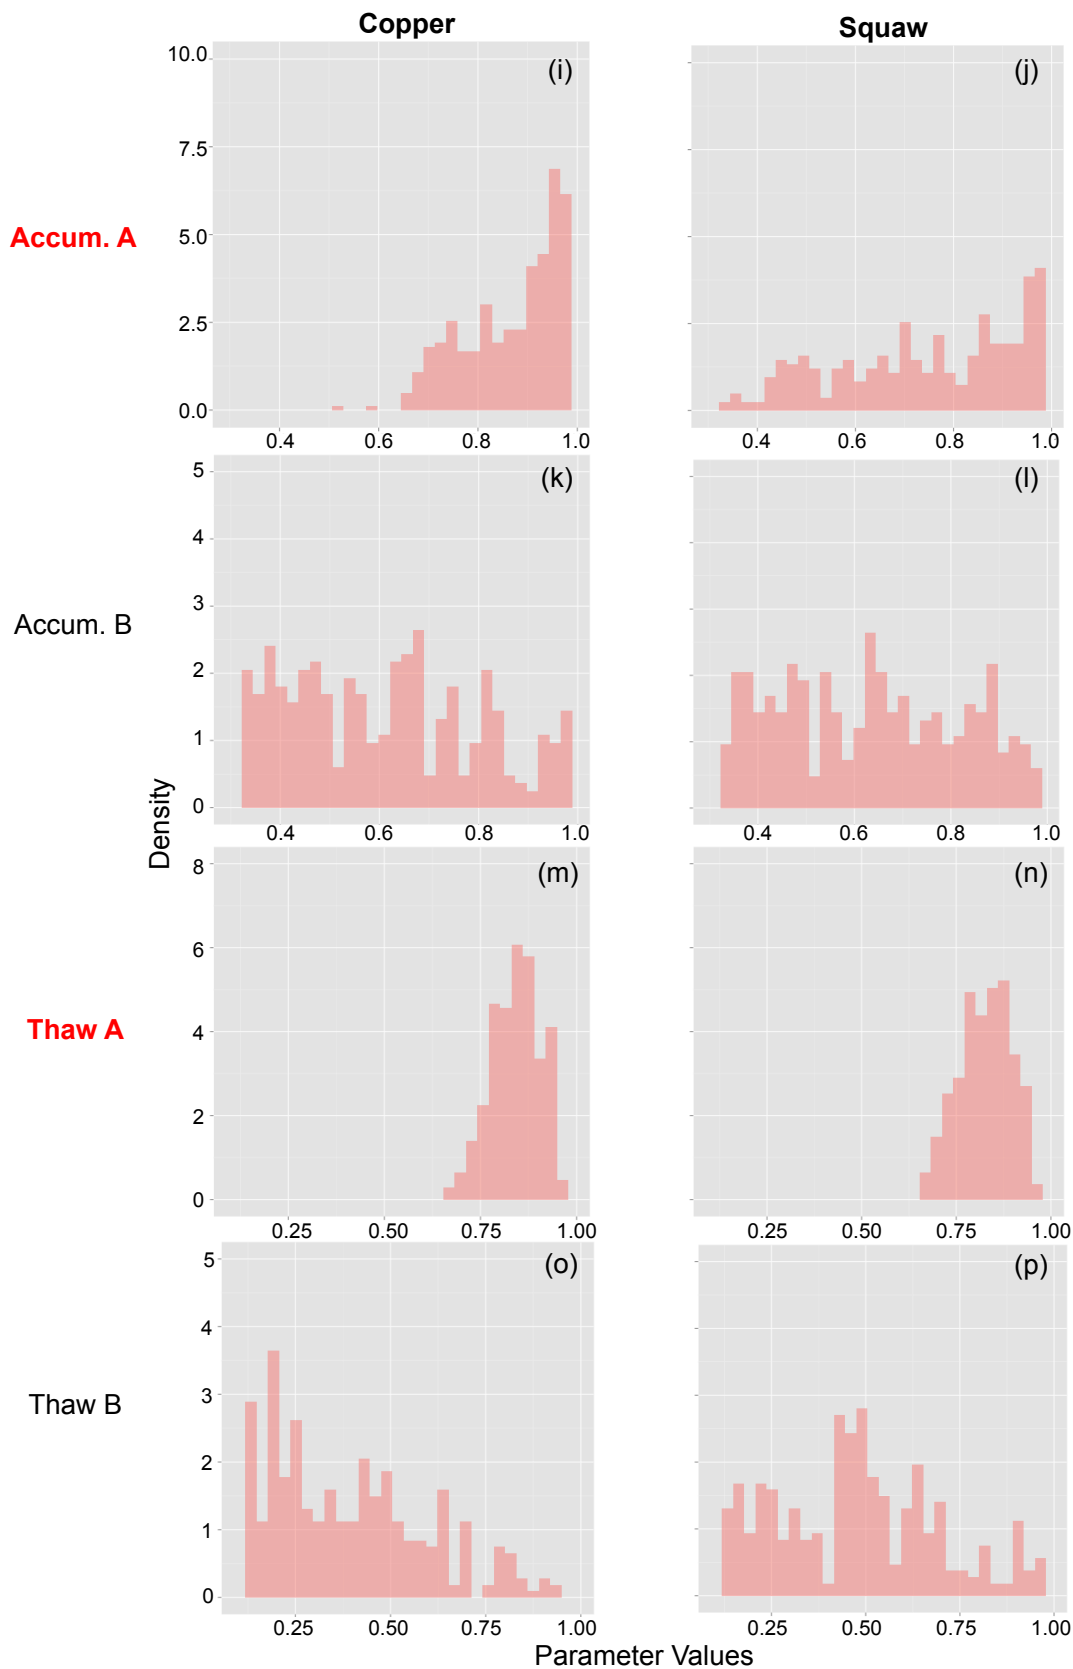 Copper Squaw
Accum. A
10.0
7.5
5.0
2.5
0.0
(i) (j)
0.4 0.6 0.8 1.0 0.4 0.6 0.8 1.0
Accum. B
5
4
3
2
1
0
(k) (l)
0.4 0.6 0.8 1.0 0.4 0.6 0.8 1.0
Density
Thaw A
8
6
4
2
0
(m) (n)
0.25 0.50 0.75 1.00 0.25 0.50 0.75 1.00
Thaw B
5
4
3
2
1
0
(o) (p)
0.25 0.50 0.75 1.00 0.25 0.50 0.75 1.00
Parameter Values